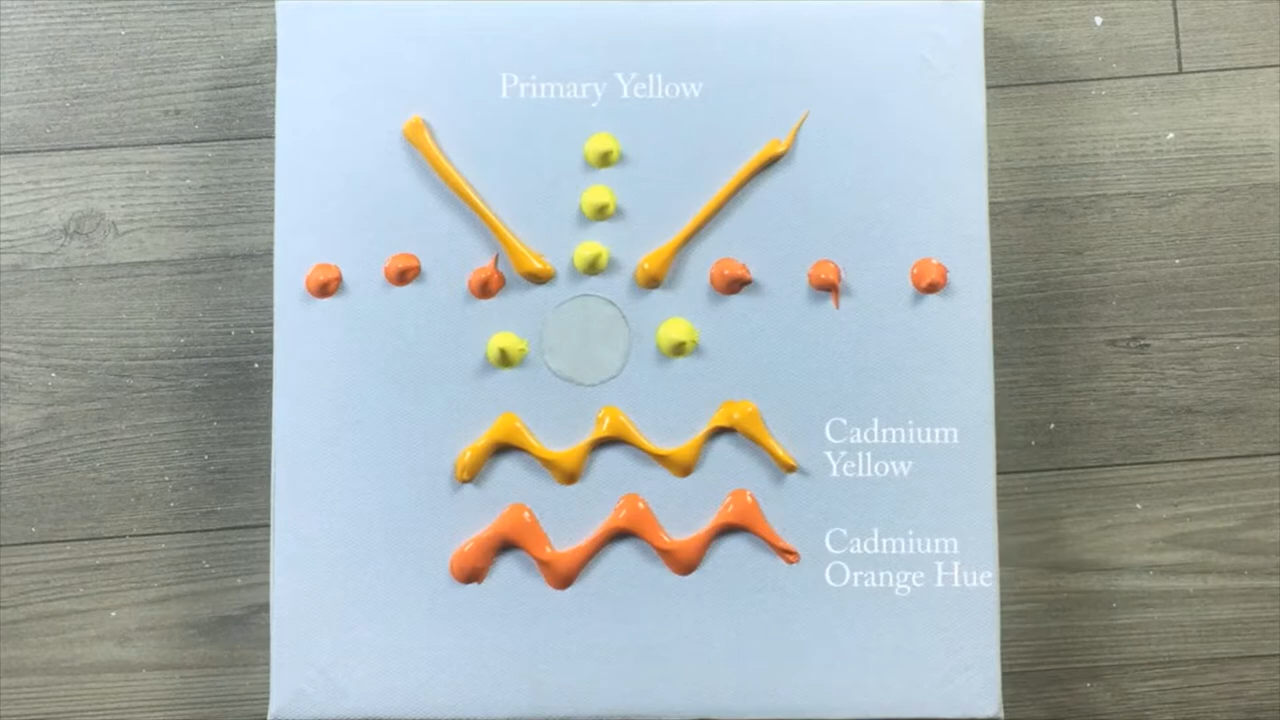 Primary Yellow
Cadmium
Yellow
Cadmium
Orange Hue